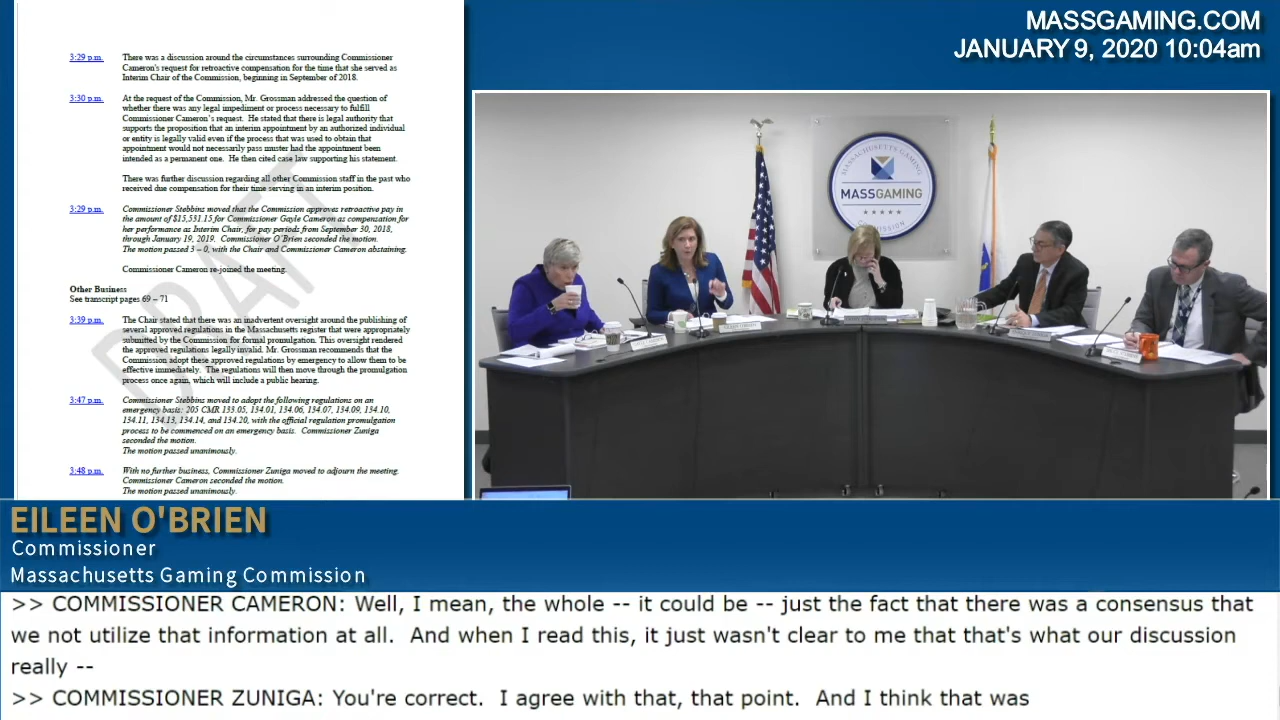 MASSGAMING.COM
JANUARY 9, 2020 10:04am
3:29 p.m. There was a discussion around the circumstances surrounding Commissioner
Cameron's request for retroactive compensation for the time that she served as
Interim Chair of the Commission, beginning in September of 2018.
3:30 p.m. At the request of the Commission, Mr. Grossman addressed the question of
whether there was any legal impediment or process necessary to fulfill
Commissioner Cameron's request. He stated that there is legal authority that
supports the proposition that an interim appointment by an authorized individual
or entity is legally valid even if the process that was used to obtain that
appointment would not necessarily pass muster had the appointment been
intended as a permanent one. He then cited case law supporting his statement.
There was further discussion regarding all other Commission staff in the past who
received due compensation for their time serving in an interim position.
3:29 p.m. Commissioner Stebbins moved that the Commission approves retroactive pay in
the amount of $15,531.15 for Commissioner Gayle Cameron as compensation for
her performance as Interim Chair, for pay periods from September 30, 2018,
through January 19, 2019. Commissioner O'Brien seconded the motion.
The motion passed 3 – 0, with the Chair and Commissioner Cameron abstaining.
Commissioner Cameron re-joined the meeting.
Other Business
See transcript pages 69 – 71
3:39 p.m. The Chair stated that there was an inadvertent oversight around the publishing of
several approved regulations in the Massachusetts register that were appropriately
submitted by the Commission for formal promulgation. This oversight rendered
the approved regulations legally invalid. Mr. Grossman recommends that the
Commission adopt these approved regulations by emergency to allow them to be
effective immediately. The regulations will then move through the promulgation
process once again, which will include a public hearing.
3:47 p.m. Commissioner Stebbins moved to adopt the following regulations on an
emergency basis: 205 CMR 133.05, 134.01, 134.06, 134.07, 134.09, 134.10,
134.11, 134.13, 134.14, and 134.20, with the official regulation promulgation
process to be commenced on an emergency basis. Commissioner Zuniga
seconded the motion.
The motion passed unanimously.
3:48 p.m. With no further business, Commissioner Zuniga moved to adjourn the meeting.
Commissioner Cameron seconded the motion.
The motion passed unanimously.
DRAFT
MASSACHUSETTS GAMING
MASSGAMING
COMMISSION
EILEEN O'BRIEN
Commissioner
Massachusetts Gaming Commission
>> COMMISSIONER CAMERON: Well, I mean, the whole -- it could be -- just the fact that there was a consensus that
we not utilize that information at all. And when I read this, it just wasn't clear to me that that's what our discussion
really --
>> COMMISSIONER ZUNIGA: You're correct. I agree with that, that point. And I think that was